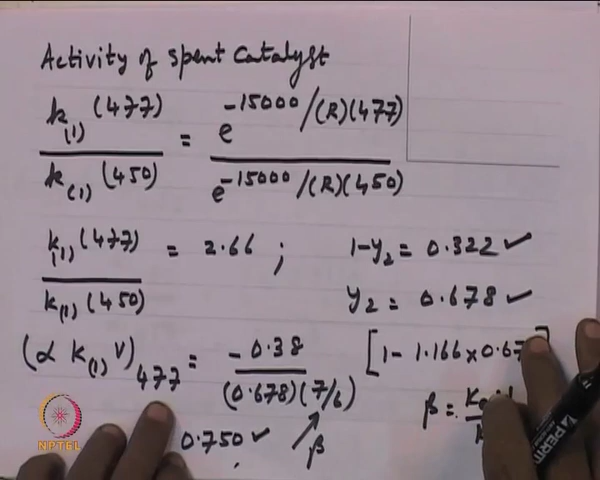 Activity of Spent Catalyst
k(1) (477) / k(1) (450) = e^-15000/(R)(477) / e^-15000/(R)(450)
k(1)(477) / k(1)(450) = 2.66 ; 1-y2 = 0.322 ✓
y2 = 0.678 ✓
(α k(1) V)477 = -0.38 / (0.678)(7/6) [1 - 1.166 × 0.67
0.750 ✓ β β =
NPTEL